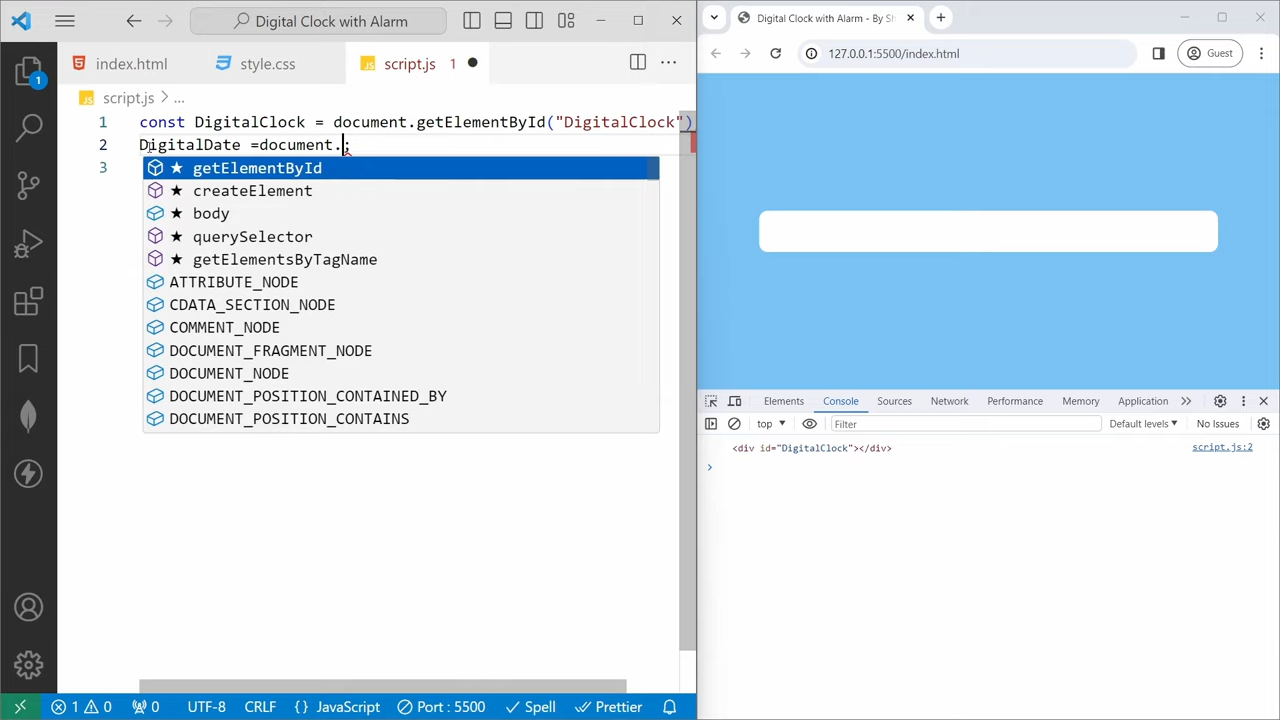 Digital Clock with Alarm
index.html
style.css
script.js 1
script.js > ...
1 const DigitalClock = document.getElementById("DigitalClock")
2 DigitalDate =document.;
3
★ getElementById
★ createElement
★ body
★ querySelector
★ getElementsByTagName
ATTRIBUTE_NODE
CDATA_SECTION_NODE
COMMENT_NODE
DOCUMENT_FRAGMENT_NODE
DOCUMENT_NODE
DOCUMENT_POSITION_CONTAINED_BY
DOCUMENT_POSITION_CONTAINS
1
1 0 0 UTF-8 CRLF {} JavaScript Port : 5500 Spell Prettier
Digital Clock with Alarm - By Sh
127.0.0.1:5500/index.html
Guest
Elements Console Sources Network Performance Memory Application
top Filter Default levels No Issues
<div id="DigitalClock"></div> script.js:2
>